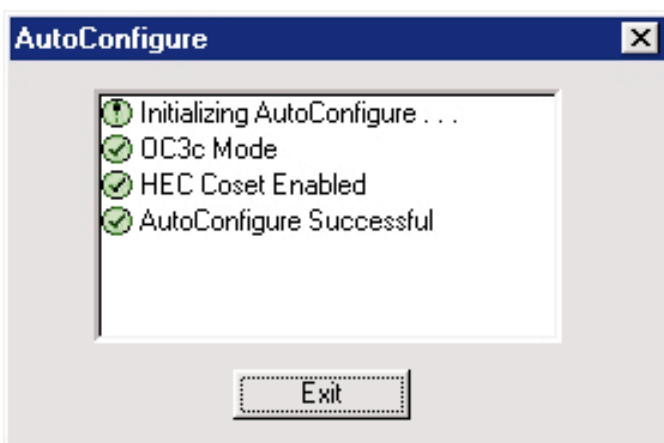 AutoConfigure
Initializing AutoConfigure . . .
OC3c Mode
HEC Coset Enabled
AutoConfigure Successful
Exit